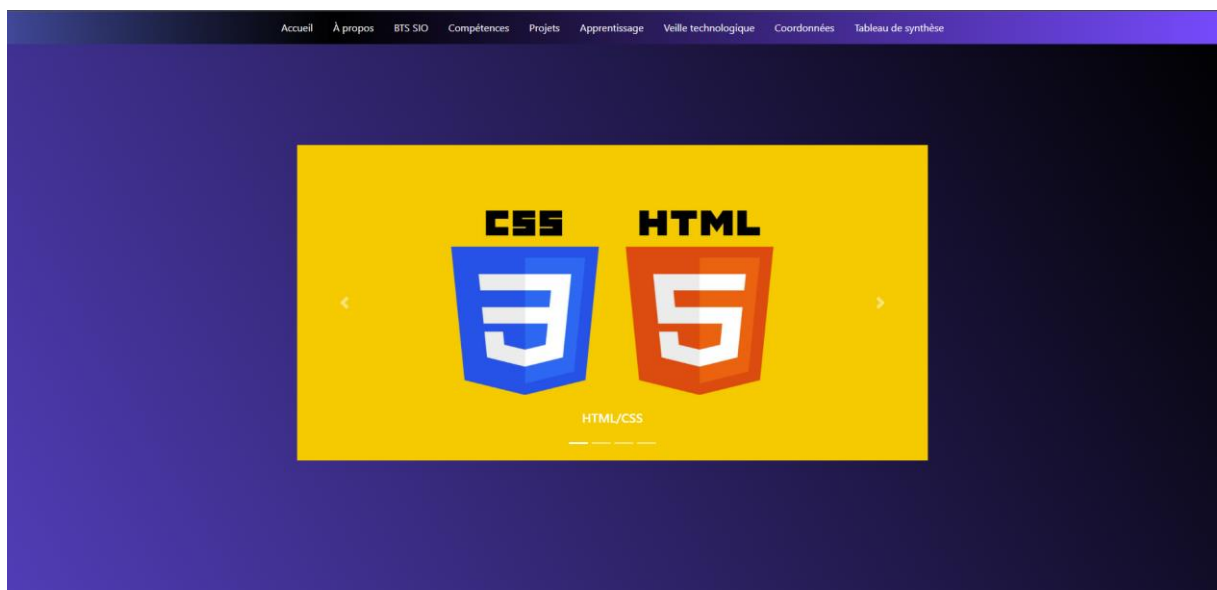 Accueil À propos BTS SIO Compétences Projets Apprentissage Veille technologique Coordonnées Tableau de synthèse
CSS HTML
3 5
HTML/CSS